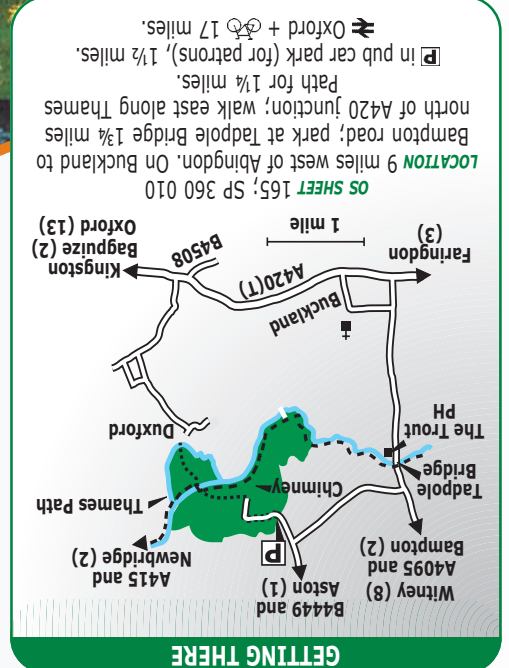 GETTING THERE
Witney (8)
A4095 and
Bampton (2)
B4449 and
Aston (1)
A415 and
Newbridge (2)
P
Thames Path
Tadpole
Bridge
Chimney
The Trout
PH
Duxford
Buckland
A420(T)
B4508
Faringdon
(3)
Kingston
Bagpuize (2)
Oxford (13)
1 mile
OS SHEET 165; SP 360 010
LOCATION 9 miles west of Abingdon. On Buckland to
Bampton road; park at Tadpole Bridge 1¾ miles
north of A420 junction; walk east along Thames
Path for 1¼ miles.
P in pub car park (for patrons), 1½ miles.
Oxford + 17 miles.